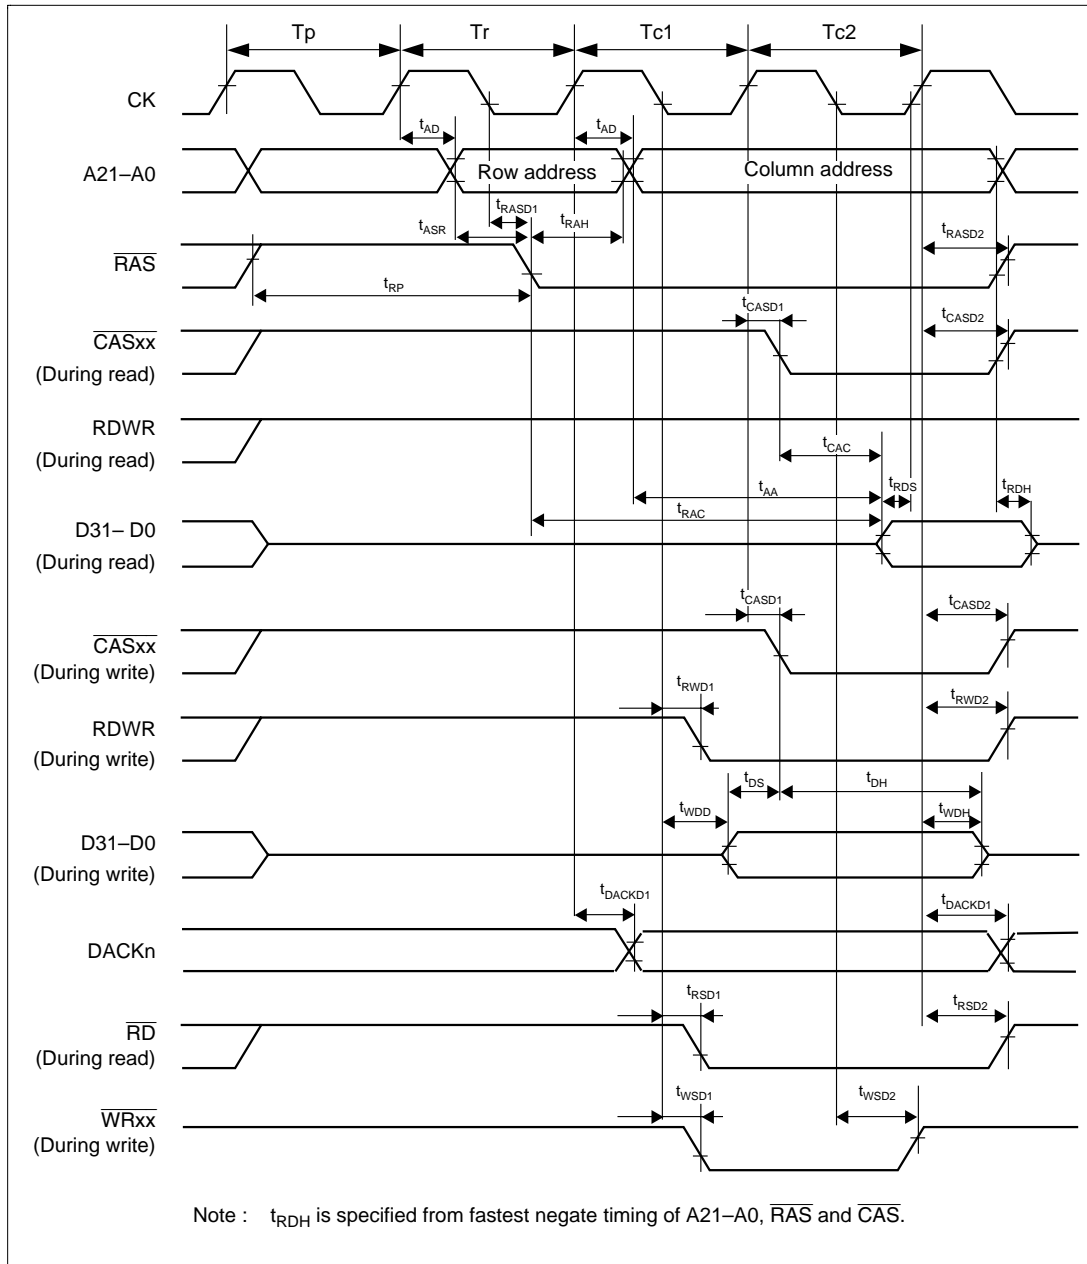 Tp Tr Tc1 Tc2
CK
tAD tAD
A21–A0 Row address Column address
tRASD1
tASR tRAH tRASD2
RAS
tRP
tCASD1 tCASD2
CASxx
(During read)
RDWR
(During read)
tCAC
tRDS
tAA tRDH
tRAC
D31– D0
(During read)
tCASD1 tCASD2
CASxx
(During write)
tRWD1 tRWD2
RDWR
(During write)
tDS tDH
tWDD tWDH
D31–D0
(During write)
tDACKD1 tDACKD1
DACKn
tRSD1 tRSD2
RD
(During read)
tWSD1 tWSD2
WRxx
(During write)
Note : tRDH is specified from fastest negate timing of A21–A0, RAS and CAS.